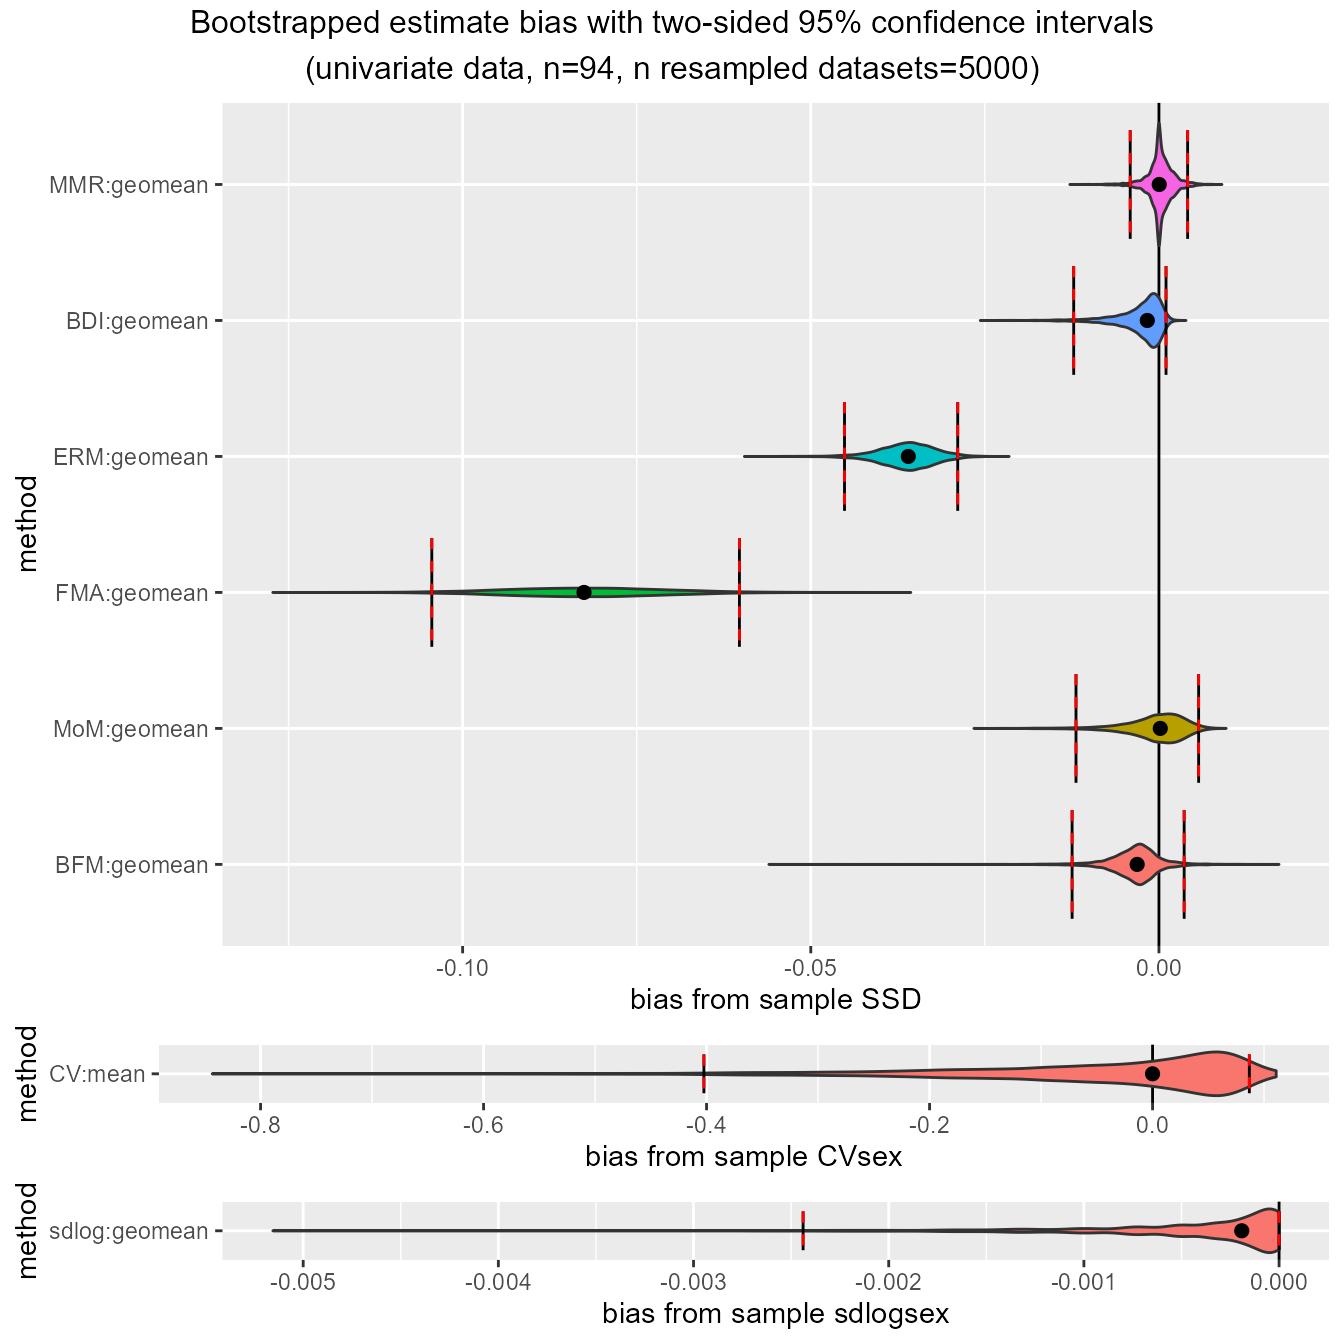 Bootstrapped estimate bias with two-sided 95% confidence intervals
(univariate data, n=94, n resampled datasets=5000)
method
MMR:geomean
BDI:geomean
ERM:geomean
FMA:geomean
MoM:geomean
BFM:geomean
-0.10 -0.05 0.00
bias from sample SSD
method
CV:mean
-0.8 -0.6 -0.4 -0.2 0.0
bias from sample CVsex
method
sdlog:geomean
-0.005 -0.004 -0.003 -0.002 -0.001 0.000
bias from sample sdlogsex